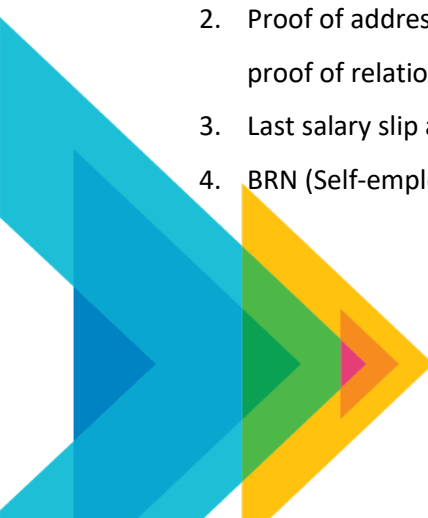 2. Proof of addres
proof of relatio
3. Last salary slip a
4. BRN (Self-empl